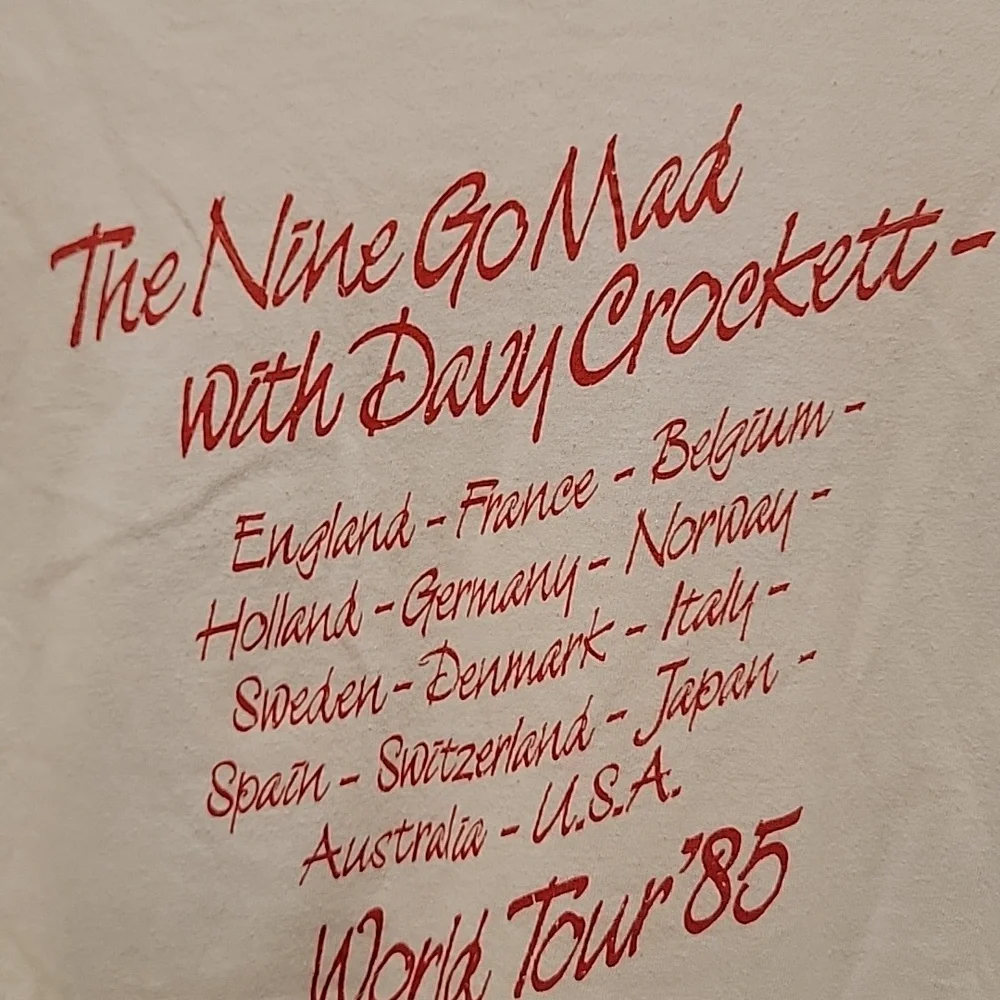 The Nine Go Mad
with Davy Crockett -
England - France - Belgium -
Holland - Germany - Norway -
Sweden - Denmark - Italy -
Spain - Switzerland - Japan -
Australia - U.S.A.
World Tour '85